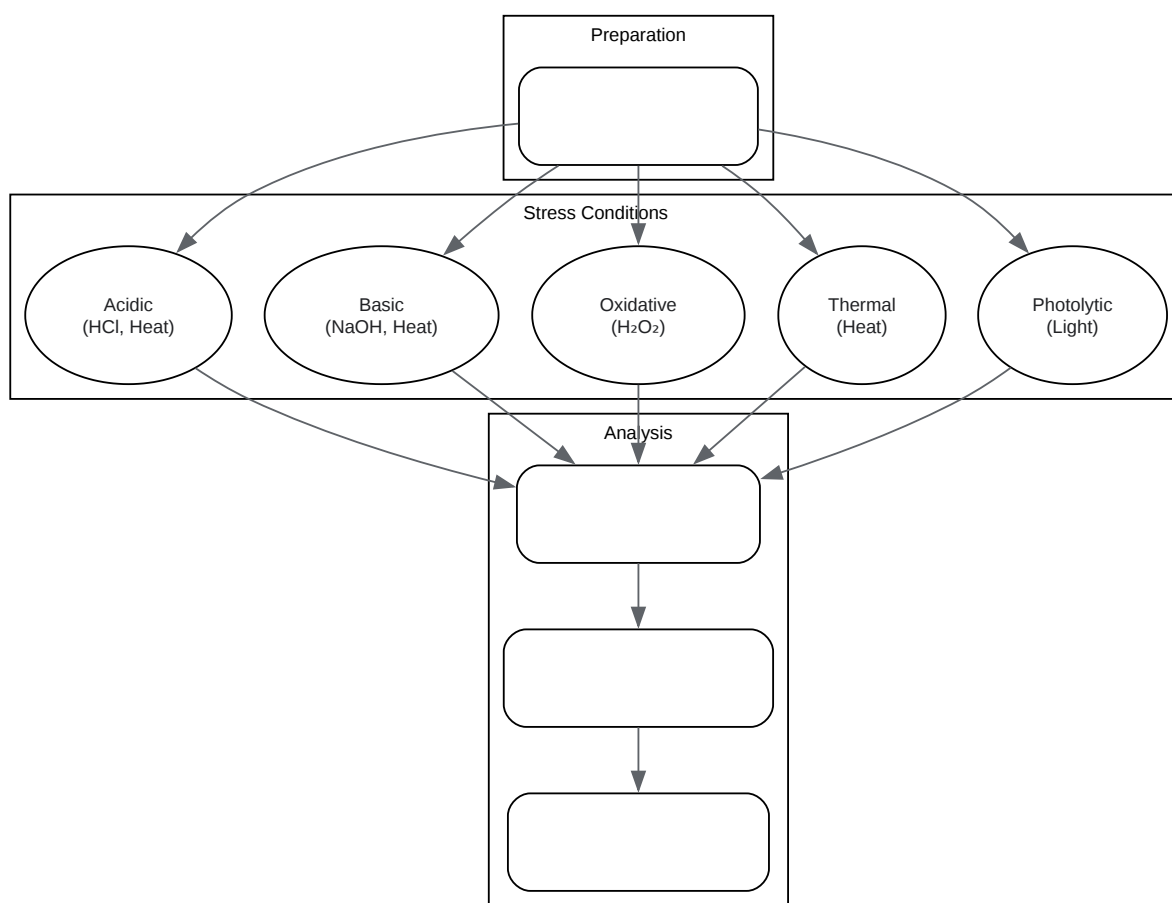 Preparation
Stress Conditions
Acidic
(HCl, Heat)
Basic
(NaOH, Heat)
Oxidative
(H₂O₂)
Thermal
(Heat)
Photolytic
(Light)
Analysis